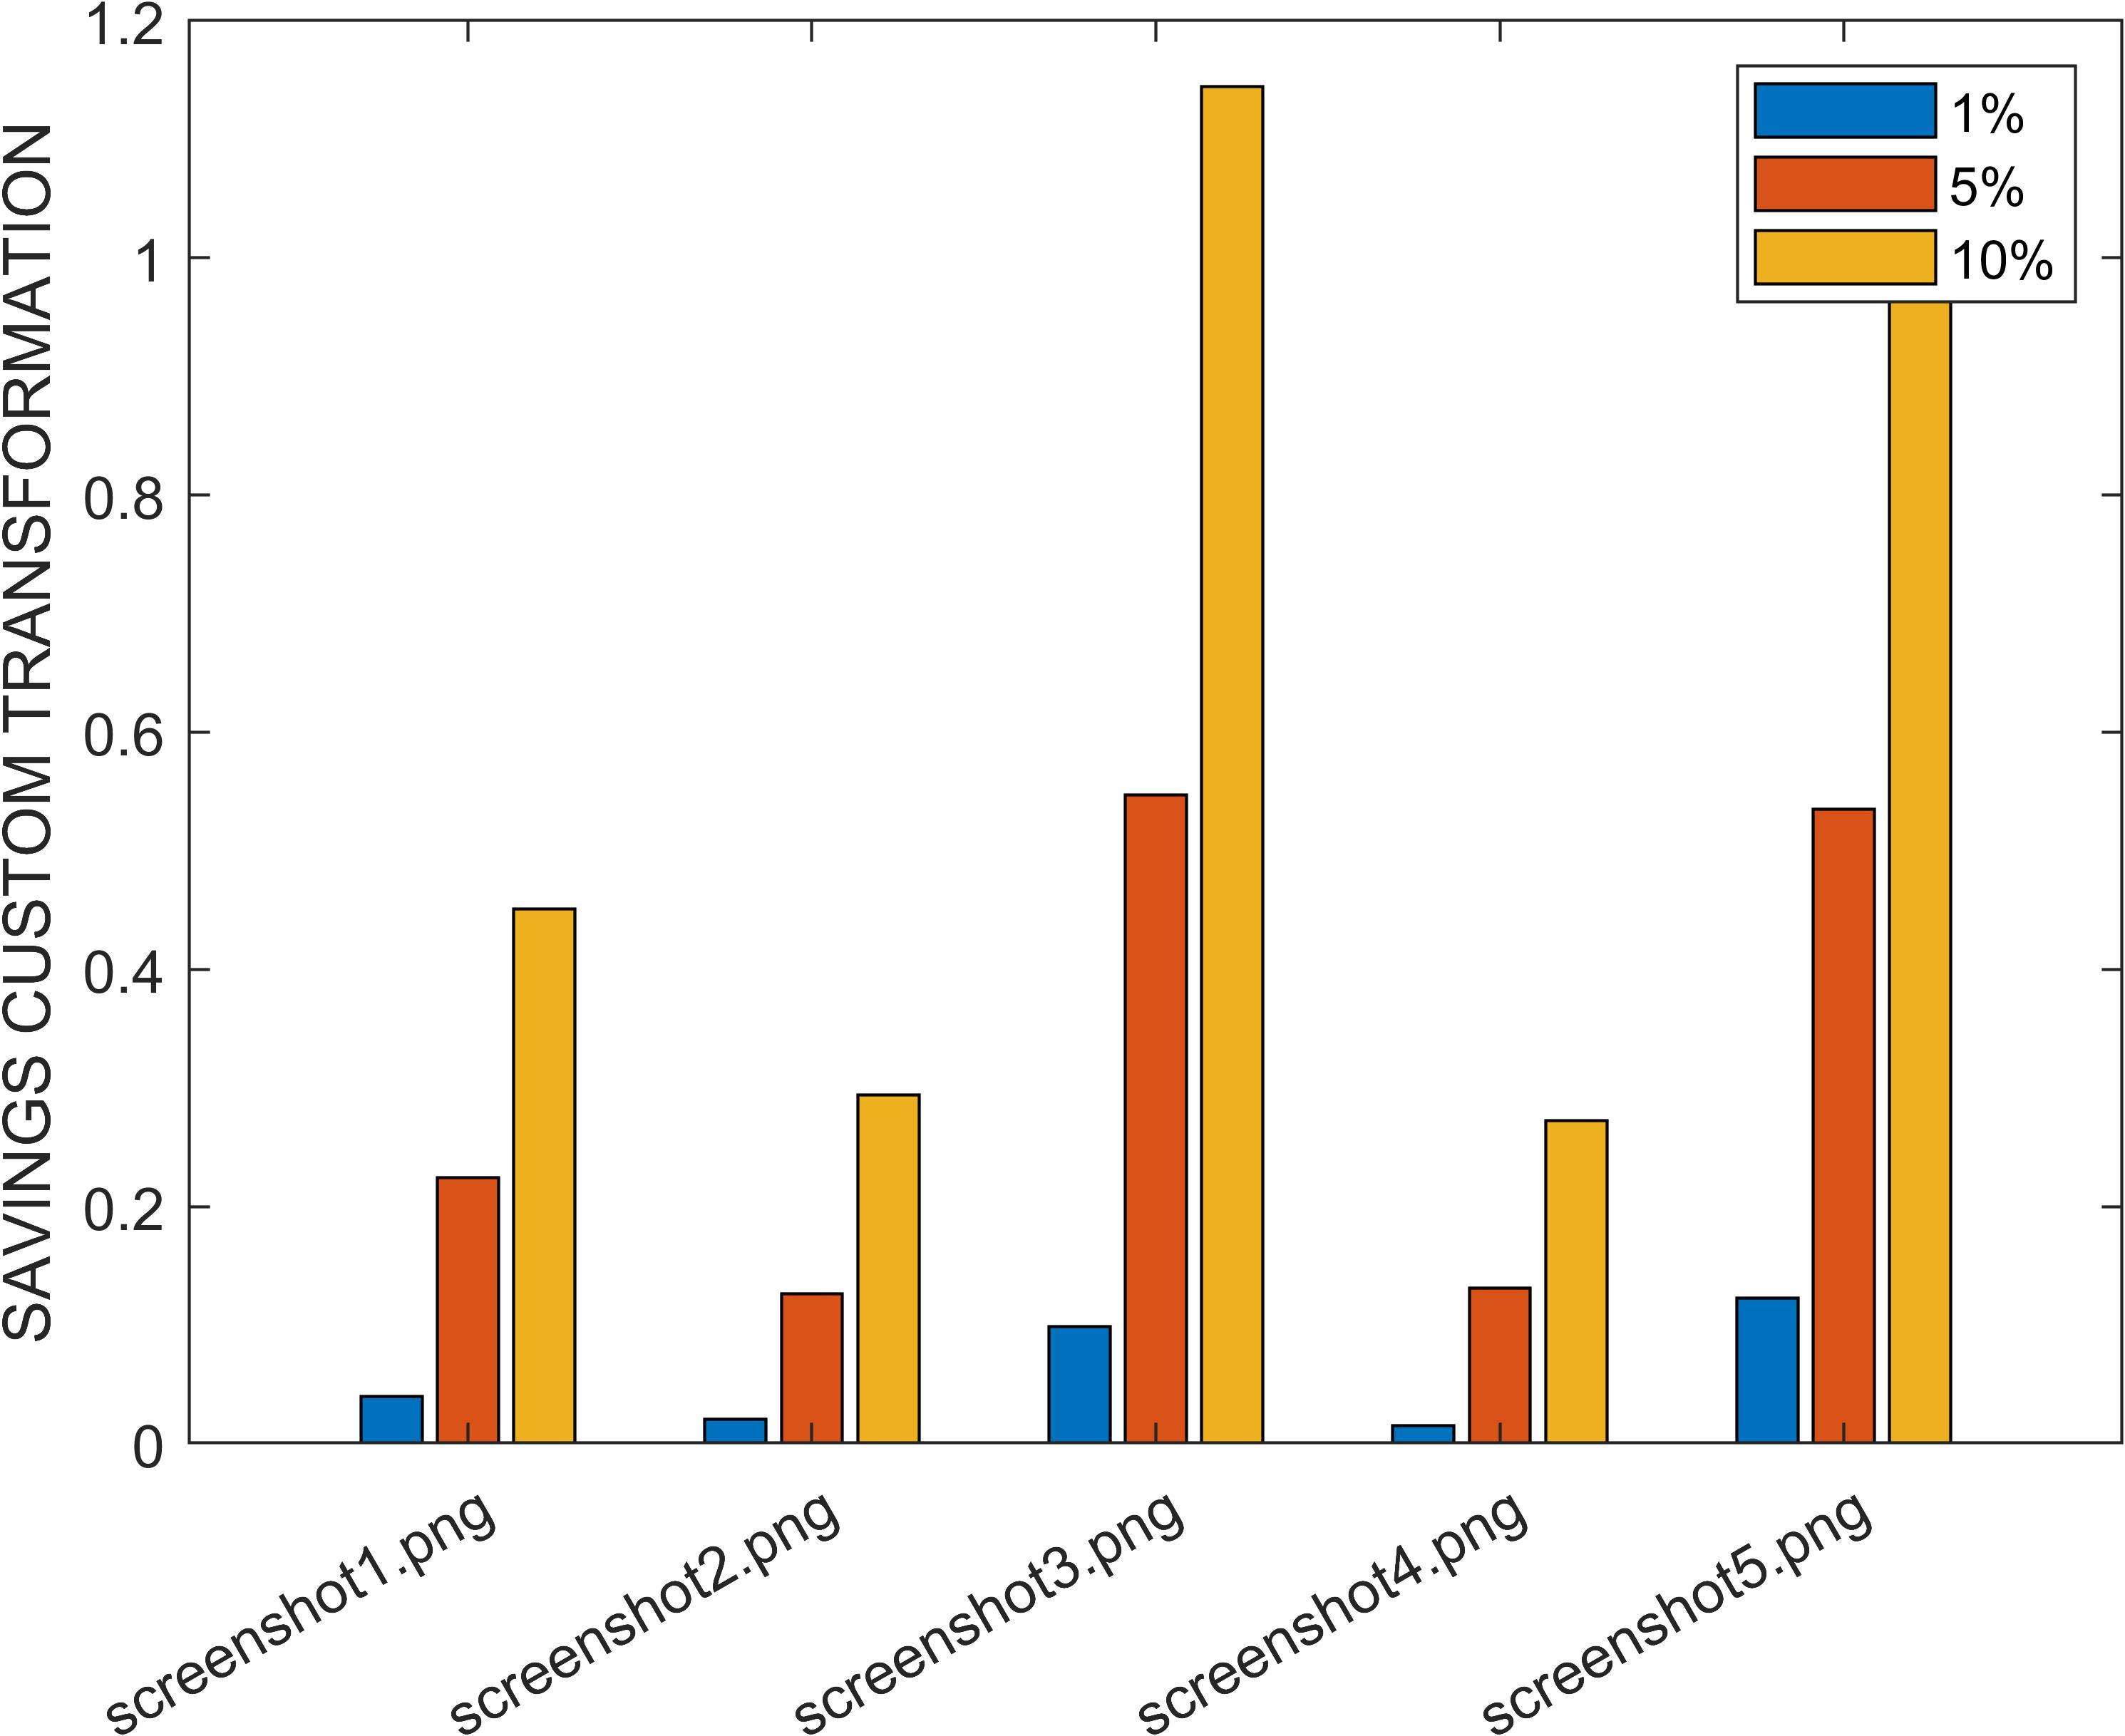 SAVINGS CUSTOM TRANSFORMATION
1.2
1
0.8
0.6
0.4
0.2
0
1%
5%
10%
screenshot1.png
screenshot2.png
screenshot3.png
screenshot4.png
screenshot5.png